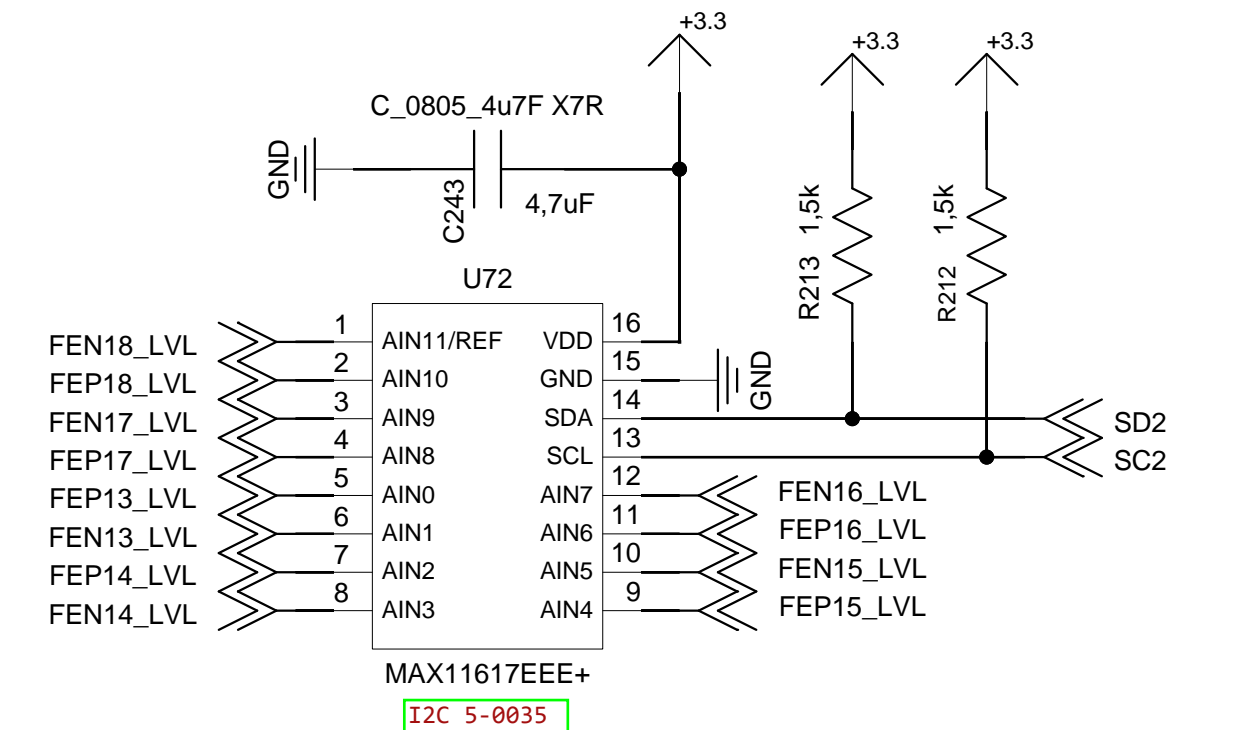 +3.3
+3.3
+3.3
C_0805_4u7F X7R
GND
C243
4,7uF
R213 1,5k
R212 1,5k
U72
FEN18_LVL 1 AIN11/REF VDD 16
FEP18_LVL 2 AIN10 GND 15 GND
FEN17_LVL 3 AIN9 SDA 14 SD2
FEP17_LVL 4 AIN8 SCL 13 SC2
FEP13_LVL 5 AIN0 AIN7 12 FEN16_LVL
FEN13_LVL 6 AIN1 AIN6 11 FEP16_LVL
FEP14_LVL 7 AIN2 AIN5 10 FEN15_LVL
FEN14_LVL 8 AIN3 AIN4 9 FEP15_LVL
MAX11617EEE+
I2C 5-0035